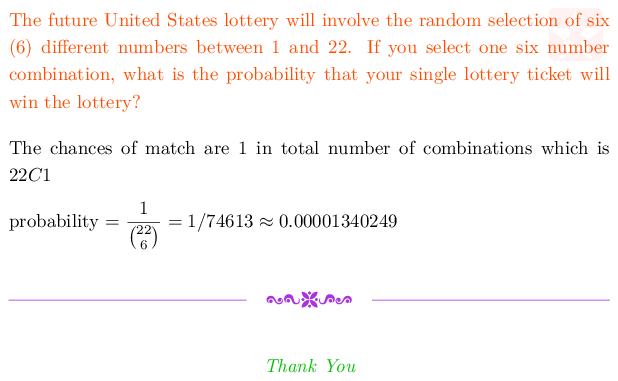 The future United States lottery will involve the random selection of six
(6) different numbers between 1 and 22. If you select one six number
combination, what is the probability that your single lottery ticket will
win the lottery?
The chances of match are 1 in total number of combinations which is
22C1
probability = \frac{1}{\binom{22}{6}} = 1/74613 ≈ 0.00001340249
Thank You